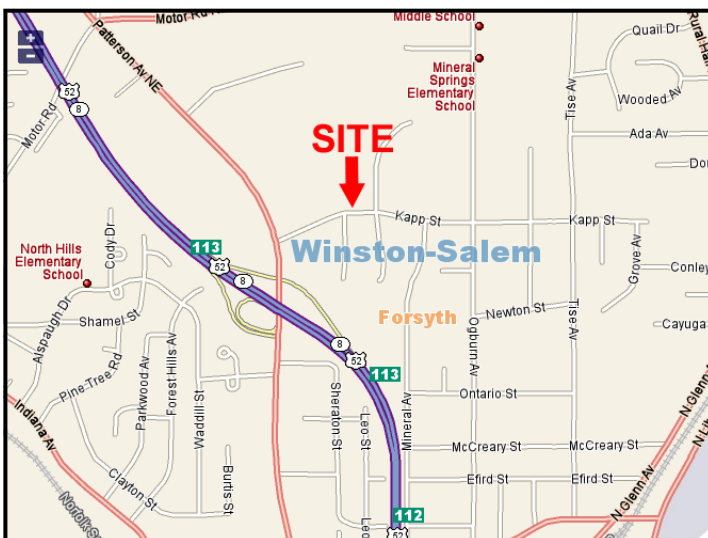 Motor Rd
Patterson Av NE
Middle School
Mineral
Springs
Elementary
School
Quail Dr
Wooded Av
Ada Av
Tise Av
+
−
52
8
Motor Rd
SITE
Kapp St
Kapp St
Grove Av
113
52
8
Winston-Salem
North Hills
Elementary
School
Cody Dr
Alspaugh Dr
Shamel St
Forsyth
Newton St
Tise Av
Ogburn Av
Conley
Cayuga
8
52
113
Pine Tree Rd
Parkwood Av
Forest Hills Av
Waddill St
Sheraton St
Leo St
Mineral Av
Ontario St
Indiana Av
McCreary St
McCreary St
Clayton St
Burtis St
Efird St
Efird St
N Glenn Av
N Glenn Av
Norfolk
Leo
112
52